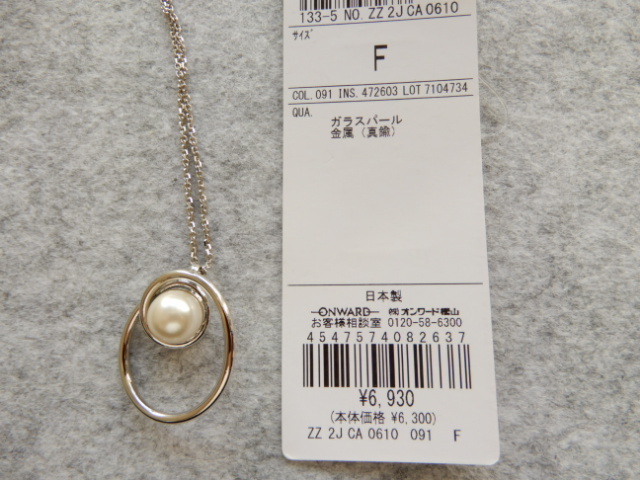 133-5 NO. ZZ 2J CA 0610
サイズ
F
COL. 091 INS. 472603 LOT 7104734
QUA.
ガラスパール
金属（真鍮）
日本製
ONWARD ㈱オンワード樫山
お客様相談室 0120-58-6300
4547574082637
¥6,930
(本体価格 ¥6,300)
ZZ 2J CA 0610 091 F